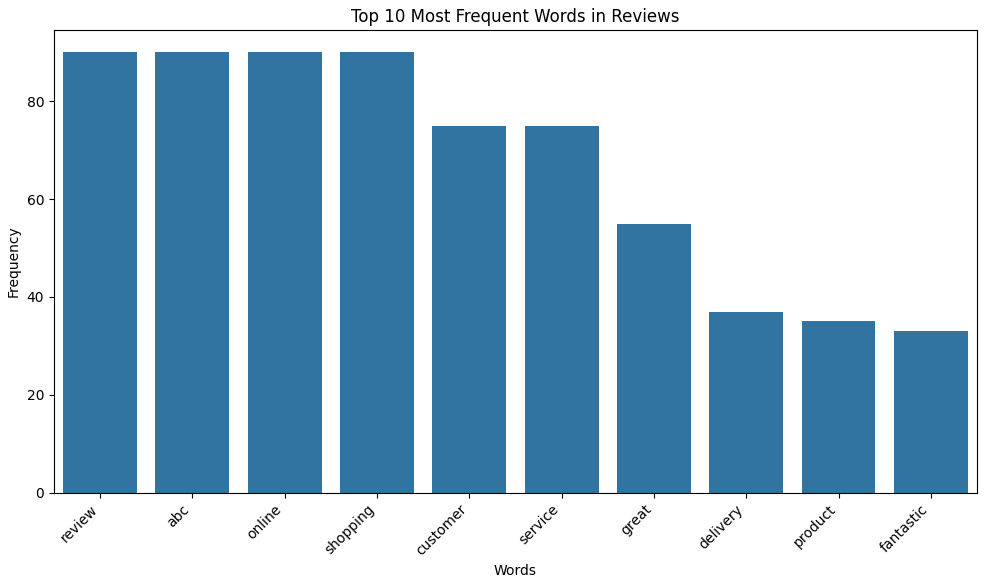 Top 10 Most Frequent Words in Reviews
Frequency
80
60
40
20
0
review
abc
online
shopping
customer
service
great
delivery
product
fantastic
Words